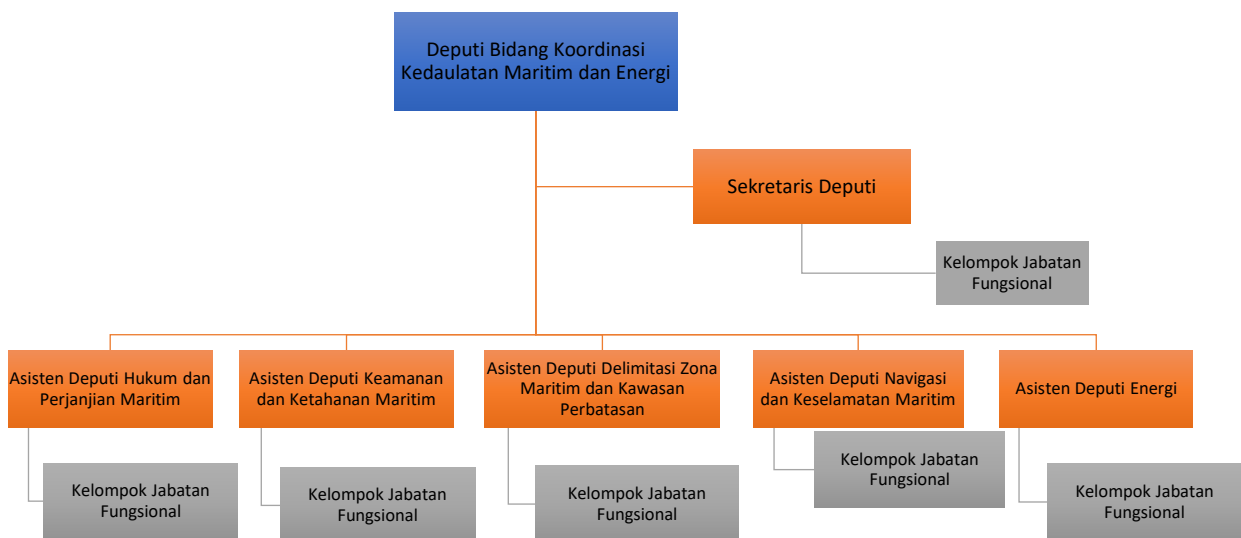 Deputi Bidang Koordinasi
Kedaulatan Maritim dan Energi
Sekretaris Deputi
Kelompok Jabatan
Fungsional
Asisten Deputi Hukum dan
Perjanjian Maritim
Asisten Deputi Keamanan
dan Ketahanan Maritim
Asisten Deputi Delimitasi Zona
Maritim dan Kawasan
Perbatasan
Asisten Deputi Navigasi
dan Keselamatan Maritim
Asisten Deputi Energi
Kelompok Jabatan
Fungsional
Kelompok Jabatan
Fungsional
Kelompok Jabatan
Fungsional
Kelompok Jabatan
Fungsional
Kelompok Jabatan
Fungsional